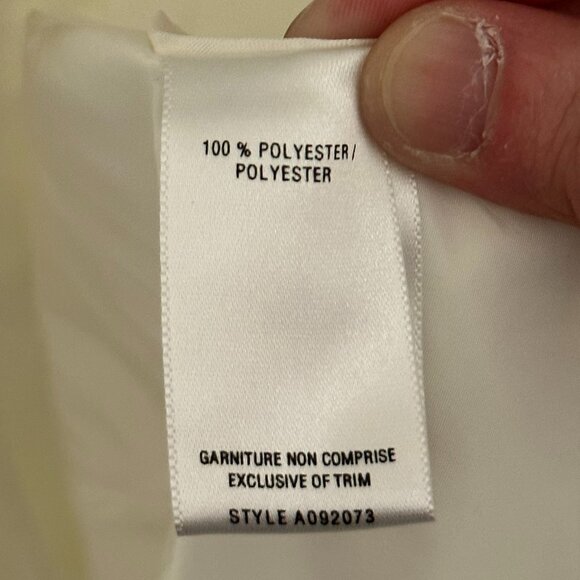 100 % POLYESTER/
POLYESTER
GARNITURE NON COMPRISE
EXCLUSIVE OF TRIM
STYLE A092073